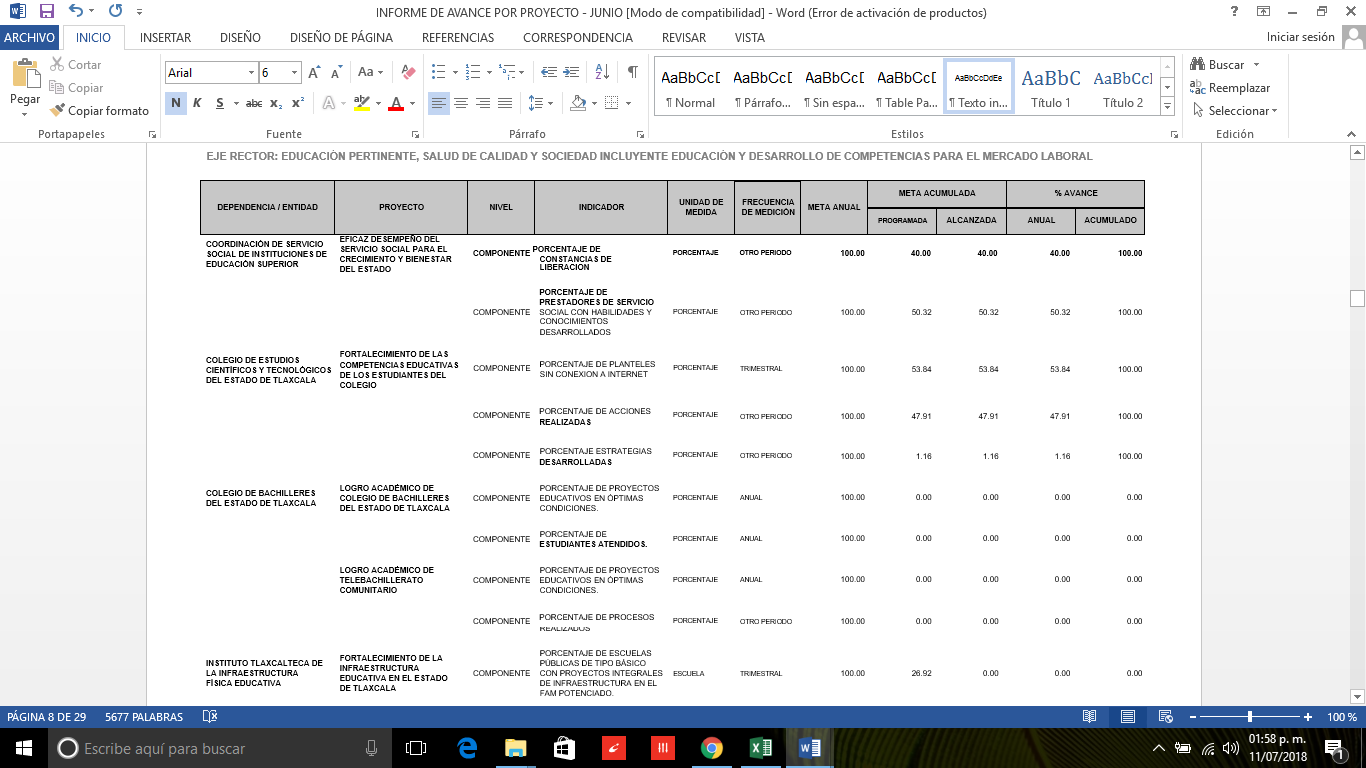 INFORME DE AVANCE POR PROYECTO - JUNIO [Modo de compatibilidad] - Word (Error de activación de productos)
ARCHIVO INICIO INSERTAR DISEÑO DISEÑO DE PÁGINA REFERENCIAS CORRESPONDENCIA REVISAR VISTA Iniciar sesión
Pegar
Cortar
Copiar
Copiar formato
Portapapeles
Arial 6
N K S abc x₂ x²
Fuente
Párrafo
AaBbCcI AaBbCcI AaBbCcI AaBbCcI AaBbCcDdEe AaBbC AaBbCcI
¶ Normal ¶ Párrafo... ¶ Sin espa... ¶ Table Pa... ¶ Texto in... Título 1 Título 2
Estilos
Buscar
Reemplazar
Seleccionar
Edición
EJE RECTOR: EDUCACIÓN PERTINENTE, SALUD DE CALIDAD Y SOCIEDAD INCLUYENTE EDUCACIÓN Y DESARROLLO DE COMPETENCIAS PARA EL MERCADO LABORAL
DEPENDENCIA / ENTIDAD PROYECTO NIVEL INDICADOR UNIDAD DE MEDIDA FRECUENCIA DE MEDICIÓN META ANUAL META ACUMULADA % AVANCE
PROGRAMADA ALCANZADA ANUAL ACUMULADO
COORDINACIÓN DE SERVICIO
SOCIAL DE INSTITUCIONES DE
EDUCACIÓN SUPERIOR
EFICAZ DESEMPEÑO DEL
SERVICIO SOCIAL PARA EL
CRECIMIENTO Y BIENESTAR
DEL ESTADO
COMPONENTE
PORCENTAJE DE
CONSTANCIAS DE
LIBERACION
PORCENTAJE OTRO PERIODO 100.00 40.00 40.00 40.00 100.00
COMPONENTE
PORCENTAJE DE
PRESTADORES DE SERVICIO
SOCIAL CON HABILIDADES Y
CONOCIMIENTOS
DESARROLLADOS
PORCENTAJE OTRO PERIODO 100.00 50.32 50.32 50.32 100.00
COLEGIO DE ESTUDIOS
CIENTÍFICOS Y TECNOLÓGICOS
DEL ESTADO DE TLAXCALA
FORTALECIMIENTO DE LAS
COMPETENCIAS EDUCATIVAS
DE LOS ESTUDIANTES DEL
COLEGIO
COMPONENTE
PORCENTAJE DE PLANTELES
SIN CONEXION A INTERNET
PORCENTAJE TRIMESTRAL 100.00 53.84 53.84 53.84 100.00
COMPONENTE
PORCENTAJE DE ACCIONES
REALIZADAS
PORCENTAJE OTRO PERIODO 100.00 47.91 47.91 47.91 100.00
COMPONENTE
PORCENTAJE ESTRATEGIAS
DESARROLLADAS
PORCENTAJE OTRO PERIODO 100.00 1.16 1.16 1.16 100.00
COLEGIO DE BACHILLERES
DEL ESTADO DE TLAXCALA
LOGRO ACADÉMICO DE
COLEGIO DE BACHILLERES
DEL ESTADO DE TLAXCALA
COMPONENTE
PORCENTAJE DE PROYECTOS
EDUCATIVOS EN ÓPTIMAS
CONDICIONES.
PORCENTAJE ANUAL 100.00 0.00 0.00 0.00 0.00
COMPONENTE
PORCENTAJE DE
ESTUDIANTES ATENDIDOS.
PORCENTAJE ANUAL 100.00 0.00 0.00 0.00 0.00
LOGRO ACADÉMICO DE
TELEBACHILLERATO
COMUNITARIO
COMPONENTE
PORCENTAJE DE PROYECTOS
EDUCATIVOS EN ÓPTIMAS
CONDICIONES.
PORCENTAJE ANUAL 100.00 0.00 0.00 0.00 0.00
COMPONENTE
PORCENTAJE DE PROCESOS
REALIZADOS
PORCENTAJE OTRO PERIODO 100.00 0.00 0.00 0.00 0.00
INSTITUTO TLAXCALTECA DE
LA INFRAESTRUCTURA
FÍSICA EDUCATIVA
FORTALECIMIENTO DE LA
INFRAESTRUCTURA
EDUCATIVA EN EL ESTADO
DE TLAXCALA
COMPONENTE
PORCENTAJE DE ESCUELAS
PÚBLICAS DE TIPO BÁSICO
CON PROYECTOS INTEGRALES
DE INFRAESTRUCTURA EN EL
FAM POTENCIADO.
ESCUELA TRIMESTRAL 100.00 26.92 0.00 0.00 0.00
PÁGINA 8 DE 29 5677 PALABRAS 100 %
Escribe aquí para buscar
01:58 p. m.
11/07/2018
1